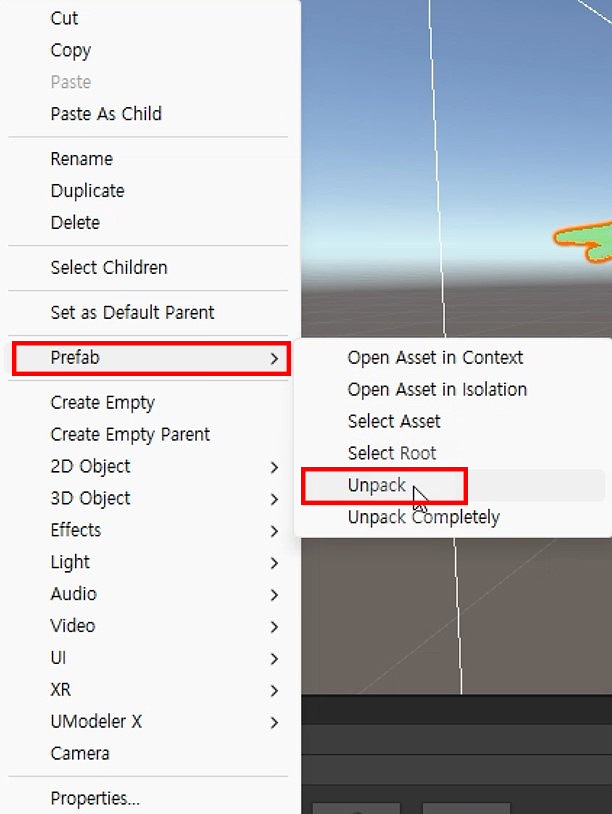 Cut
Copy
Paste
Paste As Child
Rename
Duplicate
Delete
Select Children
Set as Default Parent
Prefab
Create Empty
Create Empty Parent
2D Object
3D Object
Effects
Light
Audio
Video
UI
XR
UModeler X
Camera
Properties...
Open Asset in Context
Open Asset in Isolation
Select Asset
Select Root
Unpack
Unpack Completely